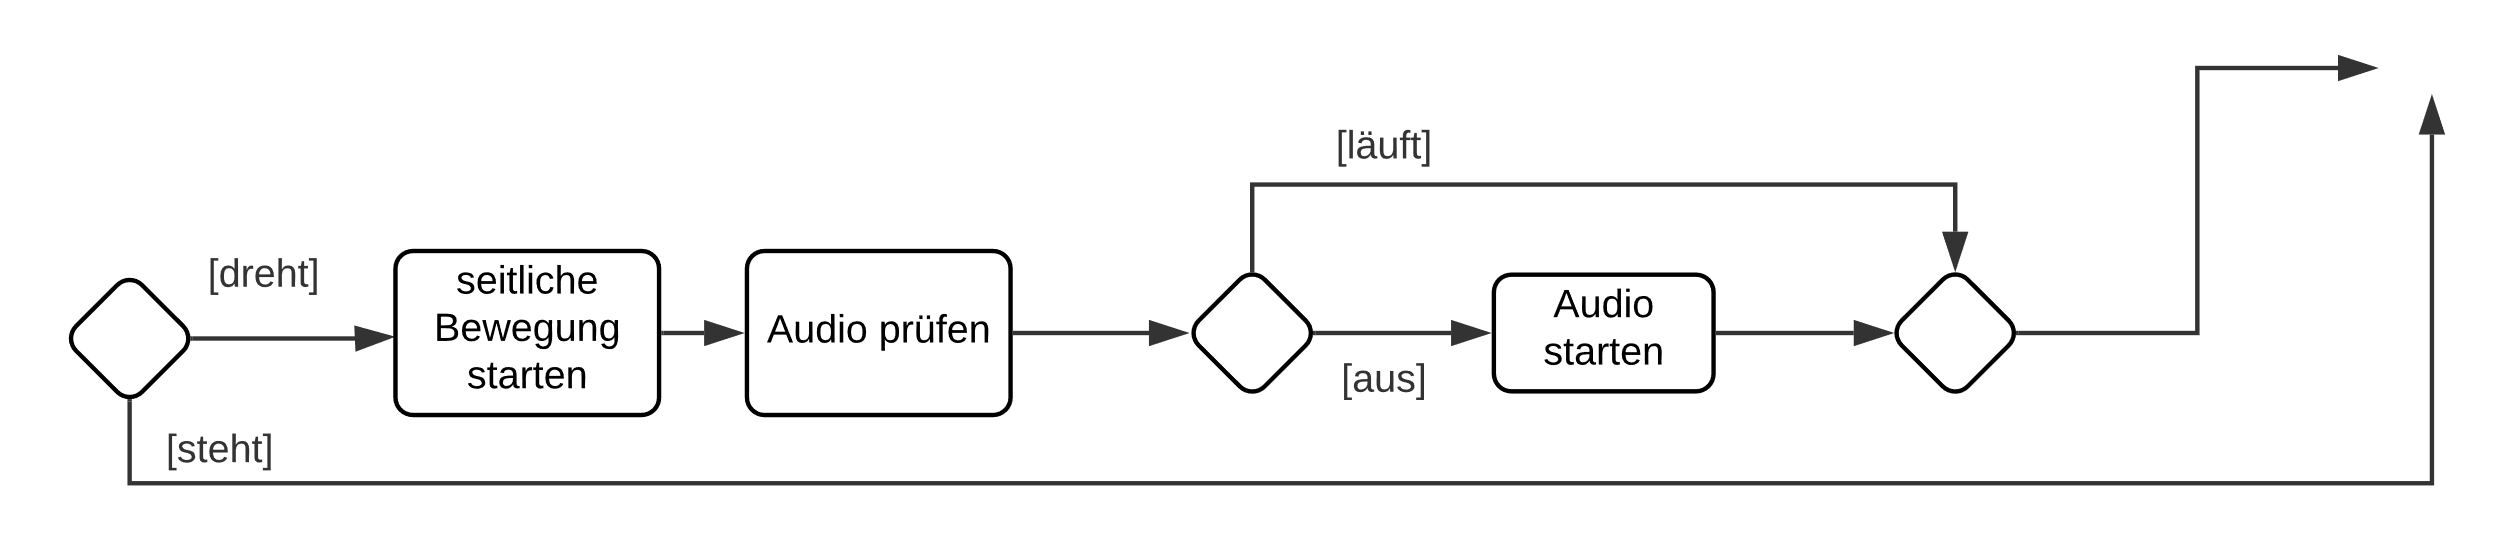 [dreht]
seitliche
Bewegung
starten
Audio prüfen
[läuft]
[aus]
Audio
starten
[steht]